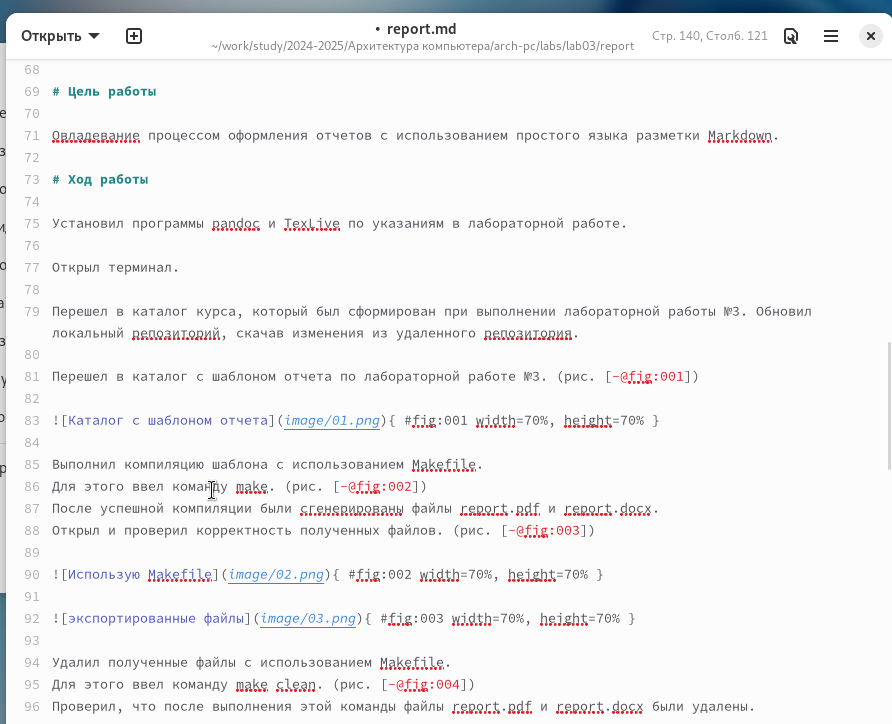 Открыть
• report.md
~/work/study/2024-2025/Архитектура компьютера/arch-pc/labs/lab03/report
Стр. 140, Столб. 121
68
69 # Цель работы
70
71 Овладевание процессом оформления отчетов с использованием простого языка разметки Markdown.
72
73 # Ход работы
74
75 Установил программы pandoc и TexLive по указаниям в лабораторной работе.
76
77 Открыл терминал.
78
79 Перешел в каталог курса, который был сформирован при выполнении лабораторной работы №3. Обновил
локальный репозиторий, скачав изменения из удаленного репозитория.
80
81 Перешел в каталог с шаблоном отчета по лабораторной работе №3. (рис. [-@fig:001])
82
83 ![Каталог с шаблоном отчета](image/01.png){ #fig:001 width=70%, height=70% }
84
85 Выполнил компиляцию шаблона с использованием Makefile.
86 Для этого ввел команду make. (рис. [-@fig:002])
87 После успешной компиляции были сгенерированы файлы report.pdf и report.docx.
88 Открыл и проверил корректность полученных файлов. (рис. [-@fig:003])
89
90 ![Использую Makefile](image/02.png){ #fig:002 width=70%, height=70% }
91
92 ![экспортированные файлы](image/03.png){ #fig:003 width=70%, height=70% }
93
94 Удалил полученные файлы с использованием Makefile.
95 Для этого ввел команду make clean. (рис. [-@fig:004])
96 Проверил, что после выполнения этой команды файлы report.pdf и report.docx были удалены.